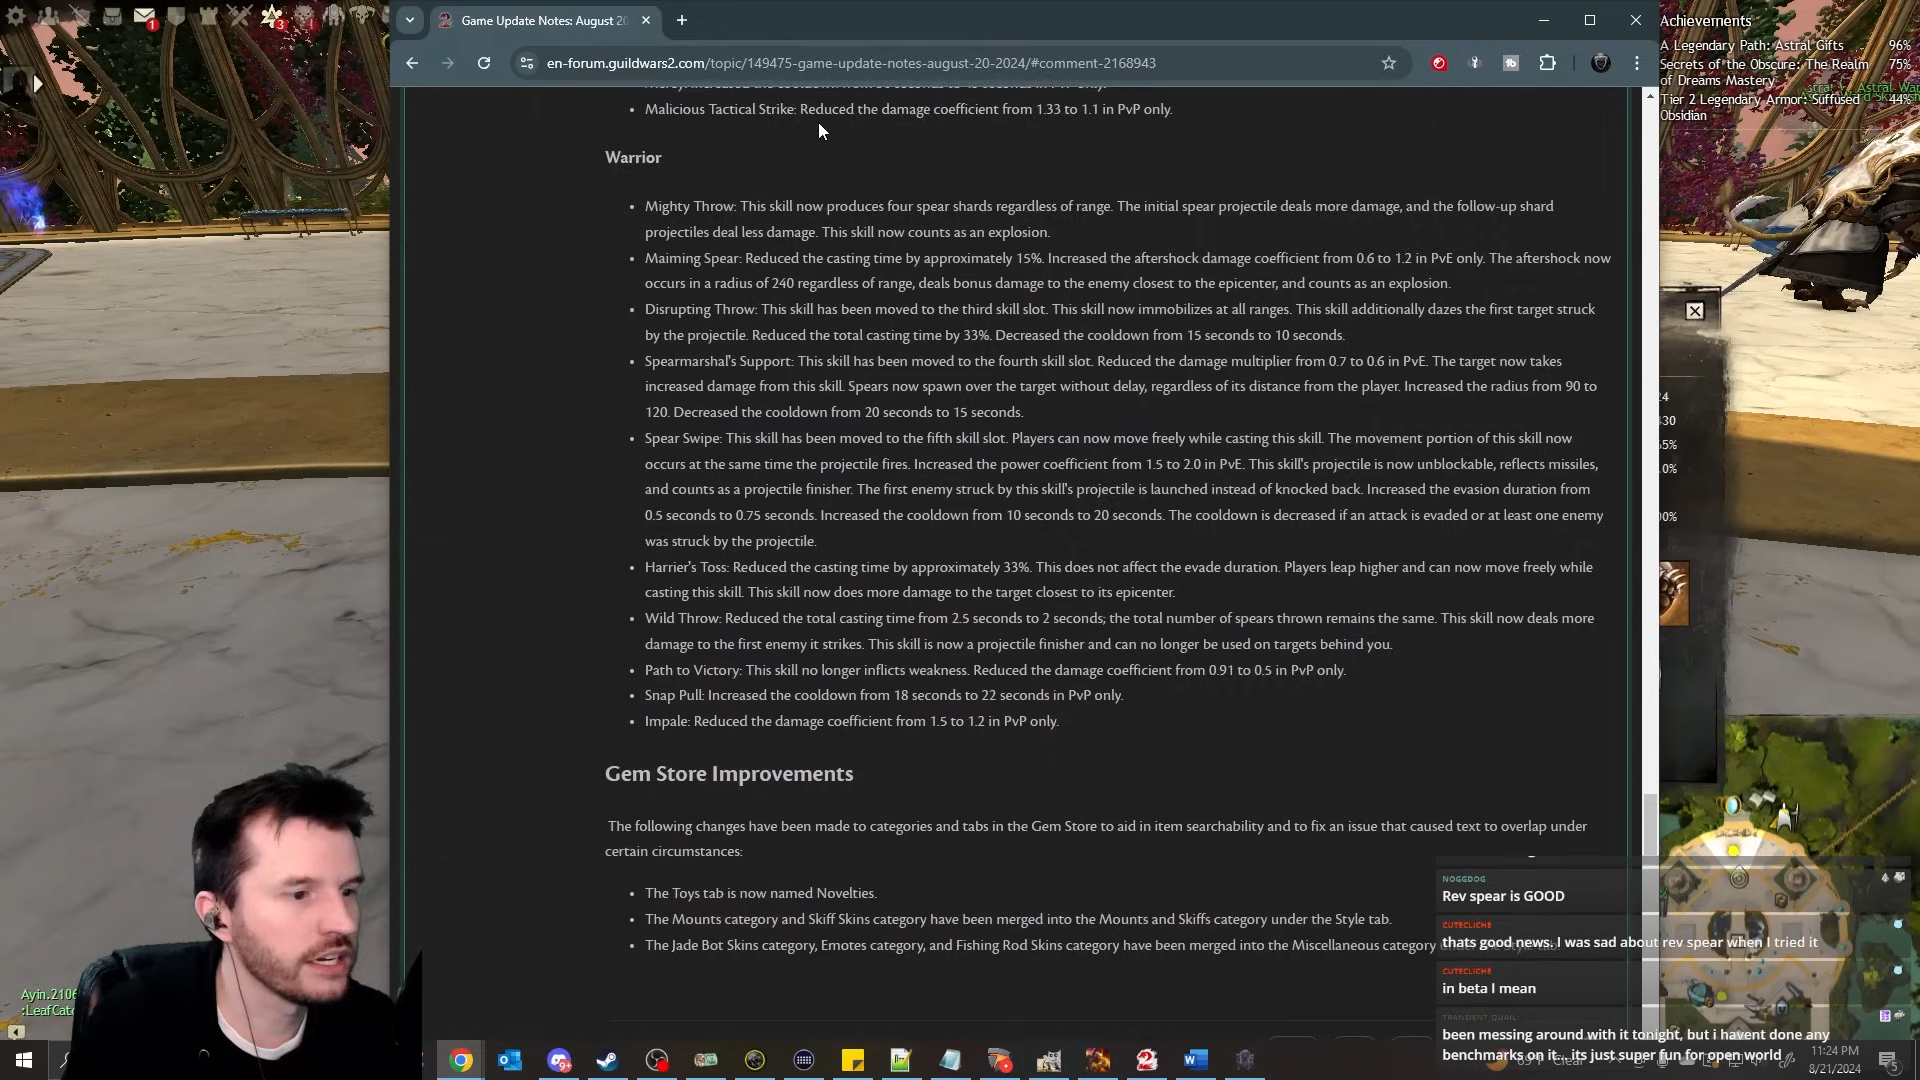 Game Update Notes: August 20
Achievements
en-forum.guildwars2.com/topic/149475-game-update-notes-august-20-2024/#comment-2168943
A Legendary Path: Astral Gifts 96%
Secrets of the Obscure: The Realm 75%
of Dreams Mastery
Tier 2 Legendary Armor: Suffused 44%
Obsidian
Malicious Tactical Strike: Reduced the damage coefficient from 1.33 to 1.1 in PvP only.
Warrior
Mighty Throw: This skill now produces four spear shards regardless of range. The initial spear projectile deals more damage, and the follow-up shard
projectiles deal less damage. This skill now counts as an explosion.
Maiming Spear: Reduced the casting time by approximately 15%. Increased the aftershock damage coefficient from 0.6 to 1.2 in PvE only. The aftershock now
occurs in a radius of 240 regardless of range, deals bonus damage to the enemy closest to the epicenter, and counts as an explosion.
Disrupting Throw: This skill has been moved to the third skill slot. This skill now immobilizes at all ranges. This skill additionally dazes the first target struck
by the projectile. Reduced the total casting time by 33%. Decreased the cooldown from 15 seconds to 10 seconds.
Spearmarshal's Support: This skill has been moved to the fourth skill slot. Reduced the damage multiplier from 0.7 to 0.6 in PvE. The target now takes
increased damage from this skill. Spears now spawn over the target without delay, regardless of its distance from the player. Increased the radius from 90 to
120. Decreased the cooldown from 20 seconds to 15 seconds.
Spear Swipe: This skill has been moved to the fifth skill slot. Players can now move freely while casting this skill. The movement portion of this skill now
occurs at the same time the projectile fires. Increased the power coefficient from 1.5 to 2.0 in PvE. This skill's projectile is now unblockable, reflects missiles,
and counts as a projectile finisher. The first enemy struck by this skill's projectile is launched instead of knocked back. Increased the evasion duration from
0.5 seconds to 0.75 seconds. Increased the cooldown from 10 seconds to 20 seconds. The cooldown is decreased if an attack is evaded or at least one enemy
was struck by the projectile.
Harrier's Toss: Reduced the casting time by approximately 33%. This does not affect the evade duration. Players leap higher and can now move freely while
casting this skill. This skill now does more damage to the target closest to its epicenter.
Wild Throw: Reduced the total casting time from 2.5 seconds to 2 seconds; the total number of spears thrown remains the same. This skill now deals more
damage to the first enemy it strikes. This skill is now a projectile finisher and can no longer be used on targets behind you.
Path to Victory: This skill no longer inflicts weakness. Reduced the damage coefficient from 0.91 to 0.5 in PvP only.
Snap Pull: Increased the cooldown from 18 seconds to 22 seconds in PvP only.
Impale: Reduced the damage coefficient from 1.5 to 1.2 in PvP only.
Gem Store Improvements
The following changes have been made to categories and tabs in the Gem Store to aid in item searchability and to fix an issue that caused text to overlap under
certain circumstances:
The Toys tab is now named Novelties.
The Mounts category and Skiff Skins category have been merged into the Mounts and Skiffs category under the Style tab.
The Jade Bot Skins category, Emotes category, and Fishing Rod Skins category have been merged into the Miscellaneous category
NOGGDOG
Rev spear is GOOD
CUTECLICHE
thats good news. I was sad about rev spear when I tried it
CUTECLICHE
in beta I mean
TRANSIENT QUAIL
been messing around with it tonight, but i havent done any
benchmarks on it... its just super fun for open world
Ayin.2106
:LeafCat
11:24 PM
8/21/2024